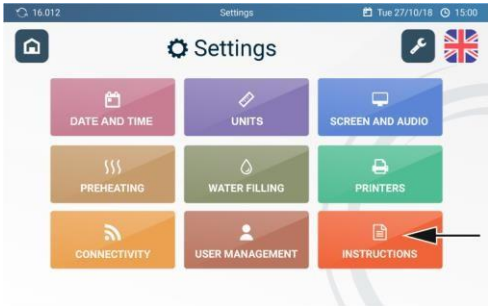 16.012 Settings Tue 27/10/18 15:00
Settings
DATE AND TIME UNITS SCREEN AND AUDIO
PREHEATING WATER FILLING PRINTERS
CONNECTIVITY USER MANAGEMENT INSTRUCTIONS